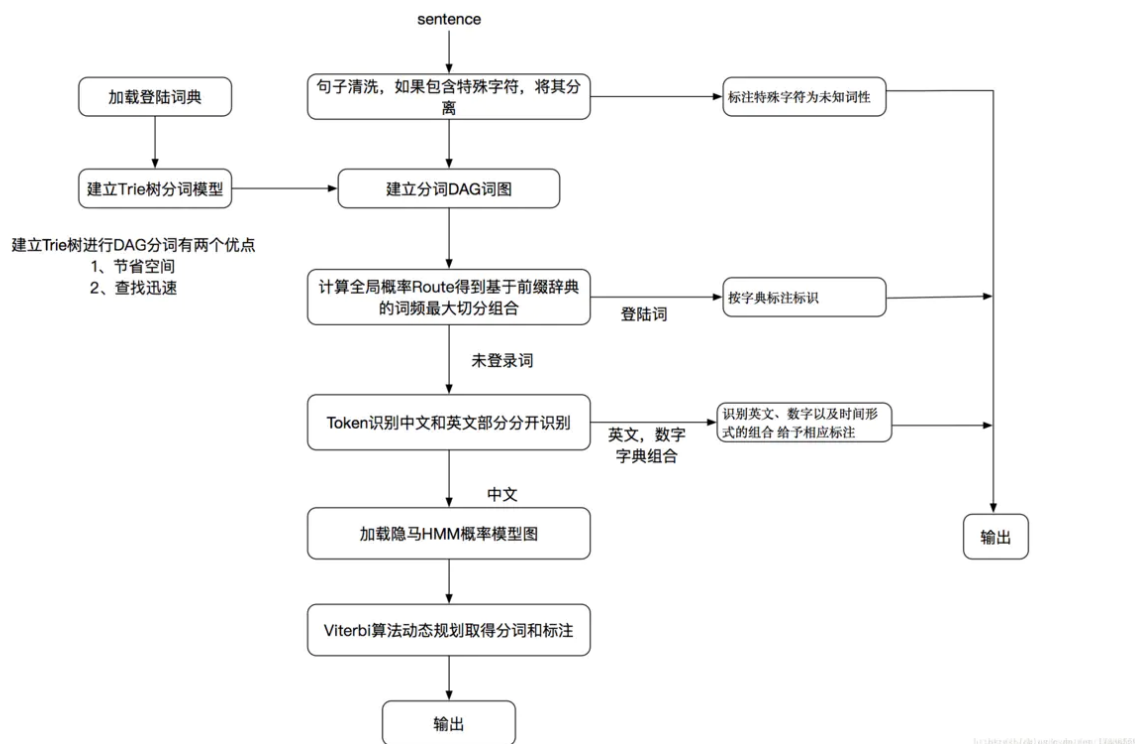 sentence
加载登陆词典
句子清洗，如果包含特殊字符，将其分
离
标注特殊字符为未知词性
建立Trie树分词模型
建立分词DAG词图
建立Trie树进行DAG分词有两个优点
1、节省空间
2、查找迅速
计算全局概率Route得到基于前缀辞典
的词频最大切分组合
登陆词
按字典标注标识
未登录词
Token识别中文和英文部分分开识别
英文，数字
字典组合
识别英文、数字以及时间形
式的组合 给予相应标注
中文
加载隐马HMM概率模型图
输出
Viterbi算法动态规划取得分词和标注
输出